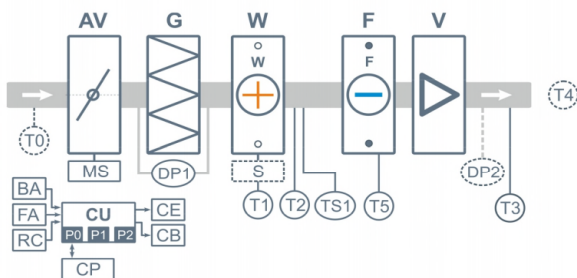 AV G W F V
W F
T0 T4
MS DP1 S DP2
T1 T2 TS1 T5 T3
BA CU CE
FA CB
RC P0 P1 P2
CP